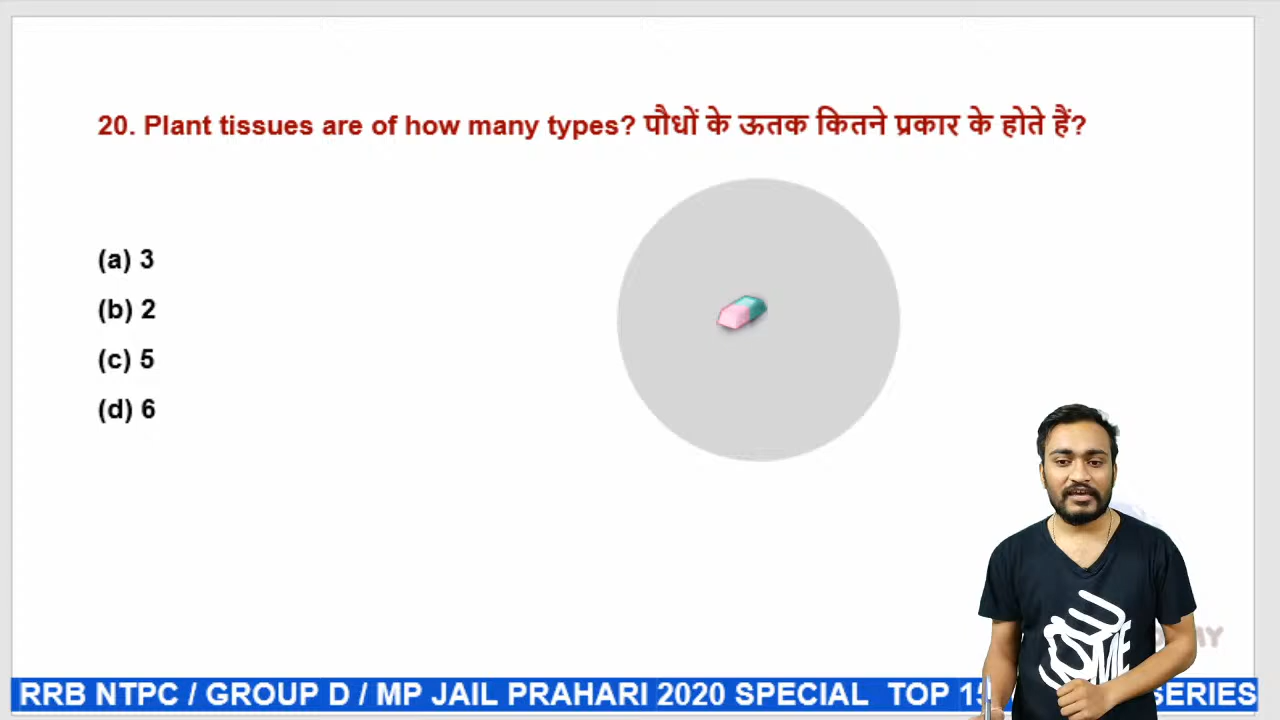 20. Plant tissues are of how many types? पौधों के ऊतक कितने प्रकार के होते हैं?
(a) 3
(b) 2
(c) 5
(d) 6
RRB NTPC / GROUP D / MP JAIL PRAHARI 2020 SPECIAL TOP SERIES